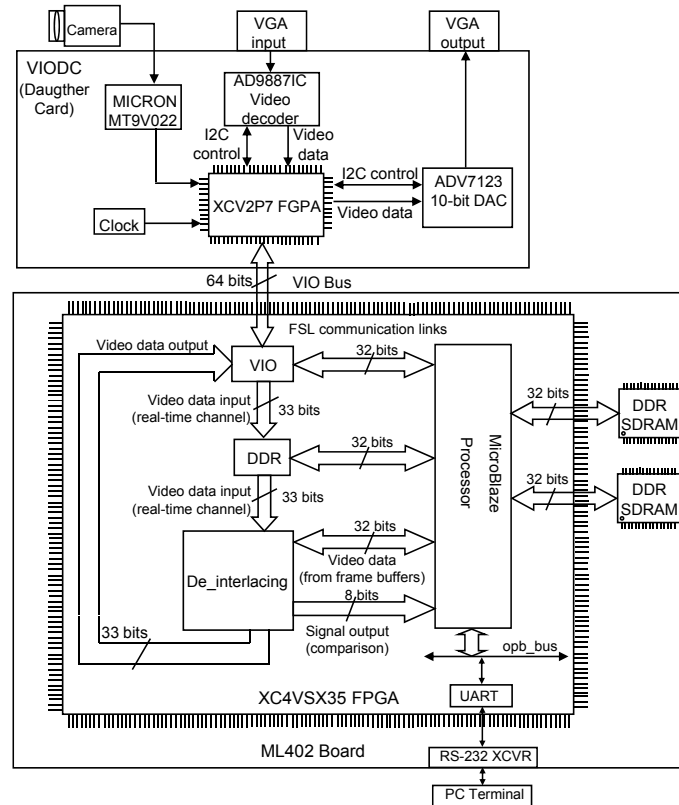 Camera
VGA
input
VGA
output
VIODC
(Daugther
Card)
MICRON
MT9V022
AD9887IC
Video
decoder
I2C
control
Video
data
XCV2P7 FGPA
I2C control
Video data
ADV7123
10-bit DAC
Clock
64 bits
VIO Bus
FSL communication links
Video data output
VIO
32 bits
Video data input
(real-time channel)
33 bits
DDR
32 bits
MicroBlaze
Processor
32 bits
DDR
SDRAM
32 bits
DDR
SDRAM
Video data input
(real-time channel)
33 bits
32 bits
Video data
(from frame buffers)
De_interlacing
8 bits
Signal output
(comparison)
33 bits
opb_bus
XC4VSX35 FPGA
UART
ML402 Board
RS-232 XCVR
PC Terminal